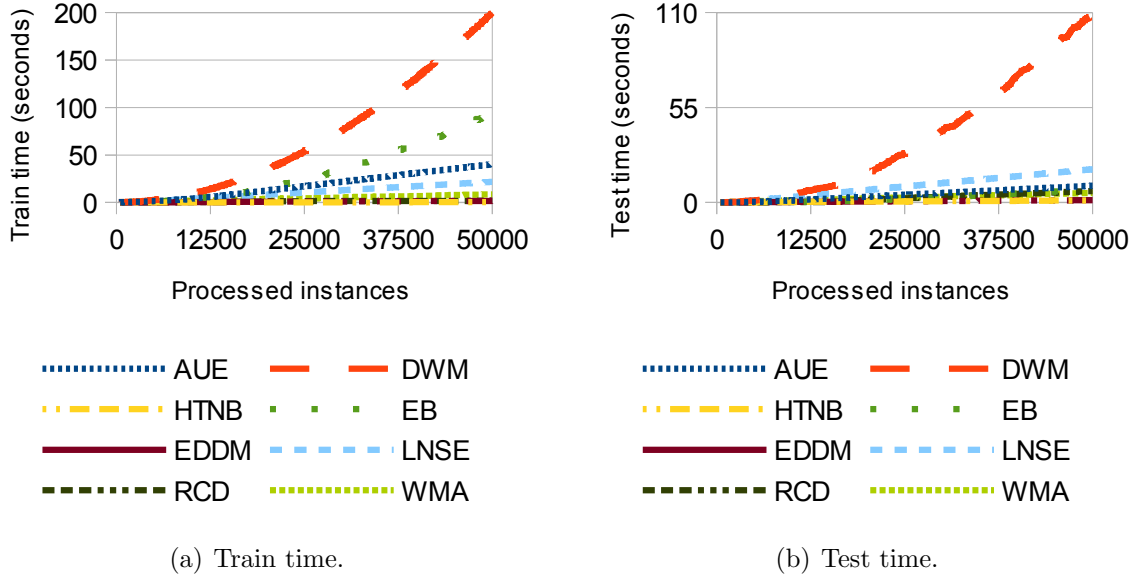 Train time (seconds)
200
150
100
50
0
0 12500 25000 37500 50000
Processed instances
AUE DWM
HTNB EB
EDDM LNSE
RCD WMA
(a) Train time.
Test time (seconds)
110
55
0
0 12500 25000 37500 50000
Processed instances
AUE DWM
HTNB EB
EDDM LNSE
RCD WMA
(b) Test time.